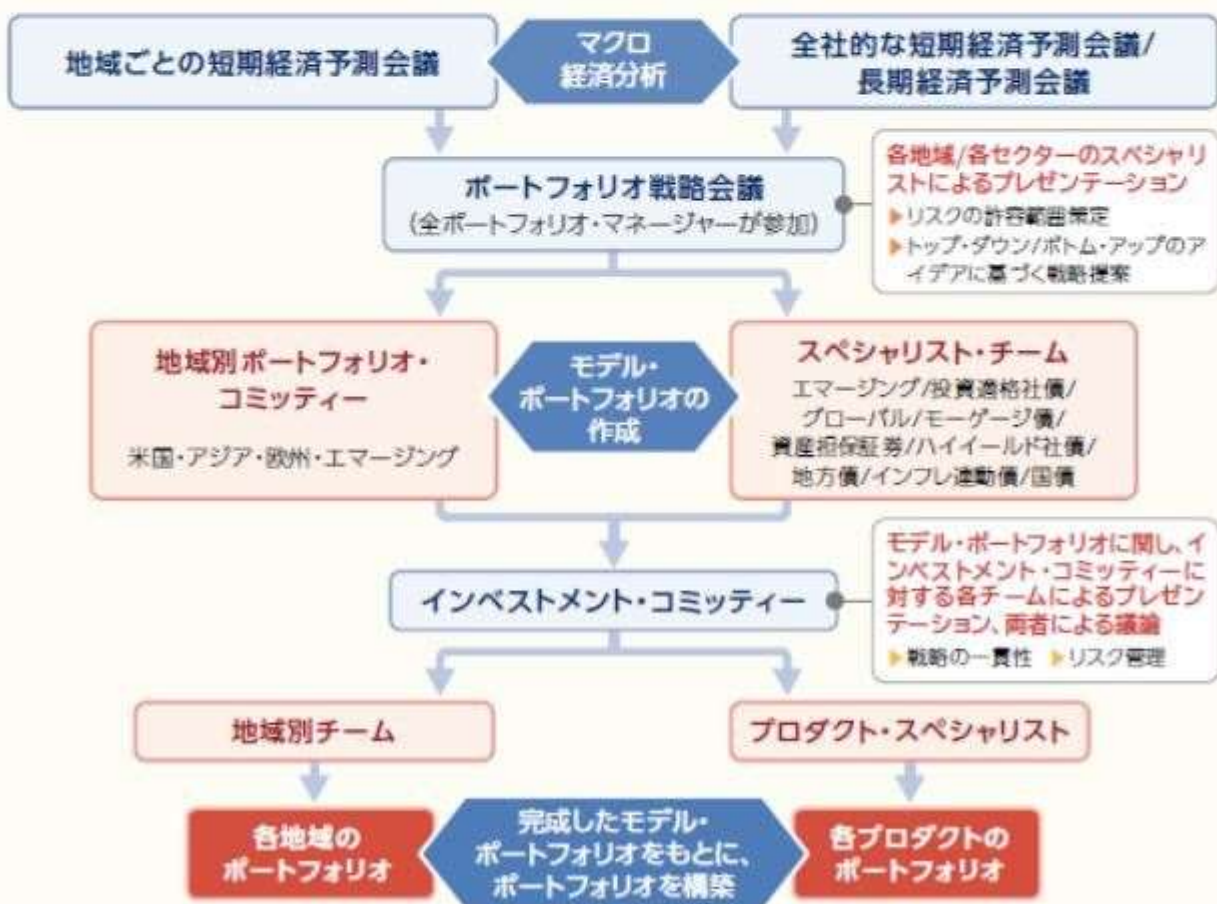 地域ごとの短期経済予測会議
マクロ
経済分析
全社的な短期経済予測会議/
長期経済予測会議
ポートフォリオ戦略会議
(全ポートフォリオ・マネージャーが参加)
各地域/各セクターのスペシャリ
ストによるプレゼンテーション
▶リスクの許容範囲策定
▶トップ・ダウン/ボトム・アップのア
イデアに基づく戦略提案
地域別ポートフォリオ・
コミッティー
米国・アジア・欧州・エマージング
モデル・
ポートフォリオの
作成
スペシャリスト・チーム
エマージング/投資適格社債/
グローバル/モーゲージ債/
資産担保証券/ハイイールド社債/
地方債/インフレ連動債/国債
インベストメント・コミッティー
モデル・ポートフォリオに関し、イ
ンベストメント・コミッティーに
対する各チームによるプレゼン
テーション、両者による議論
▶戦略の一貫性 ▶リスク管理
地域別チーム
プロダクト・スペシャリスト
各地域の
ポートフォリオ
完成したモデル・
ポートフォリオをもとに、
ポートフォリオを構築
各プロダクトの
ポートフォリオ